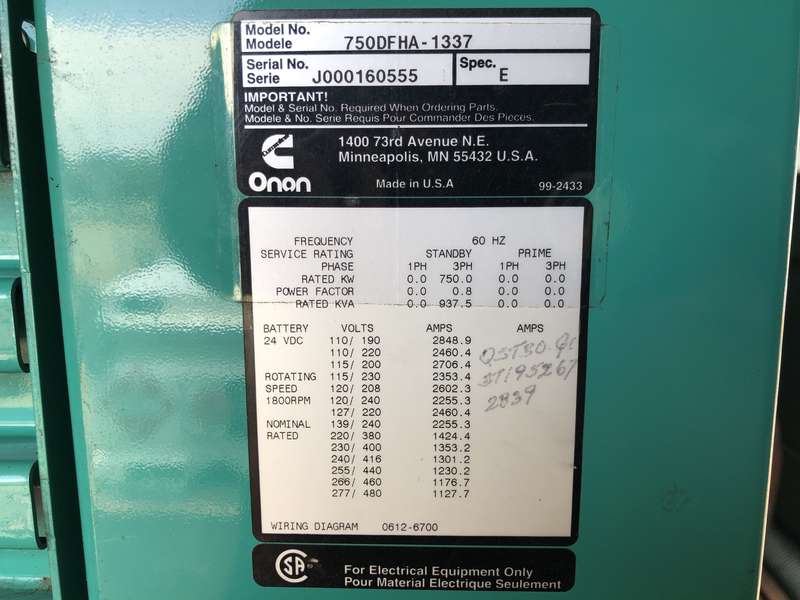 Model No.
Modele 750DFHA-1337
Serial No. Spec.
Serie J000160555 E
IMPORTANT!
Model & Serial No. Required When Ordering Parts.
Modele & No. Serie Requis Pour Commander Des Pieces.
Cummins
Onan
1400 73rd Avenue N.E.
Minneapolis, MN 55432 U.S.A.
Made in U.S.A 99-2433
FREQUENCY 60 HZ
SERVICE RATING STANDBY PRIME
PHASE 1PH 3PH 1PH 3PH
RATED KW 0.0 750.0 0.0 0.0
POWER FACTOR 0.0 0.8 0.0 0.0
RATED KVA 0.0 937.5 0.0 0.0
BATTERY VOLTS AMPS AMPS
24 VDC 110/ 190 2848.9
110/ 220 2460.4
115/ 200 2706.4
ROTATING 115/ 230 2353.4
SPEED 120/ 208 2602.3
1800RPM 120/ 240 2255.3
127/ 220 2460.4
NOMINAL 139/ 240 2255.3
RATED 220/ 380 1424.4
230/ 400 1353.2
240/ 416 1301.2
255/ 440 1230.2
266/ 460 1176.7
277/ 480 1127.7
2839
WIRING DIAGRAM 0612-6700
CSA
For Electrical Equipment Only
Pour Material Electrique Seulement